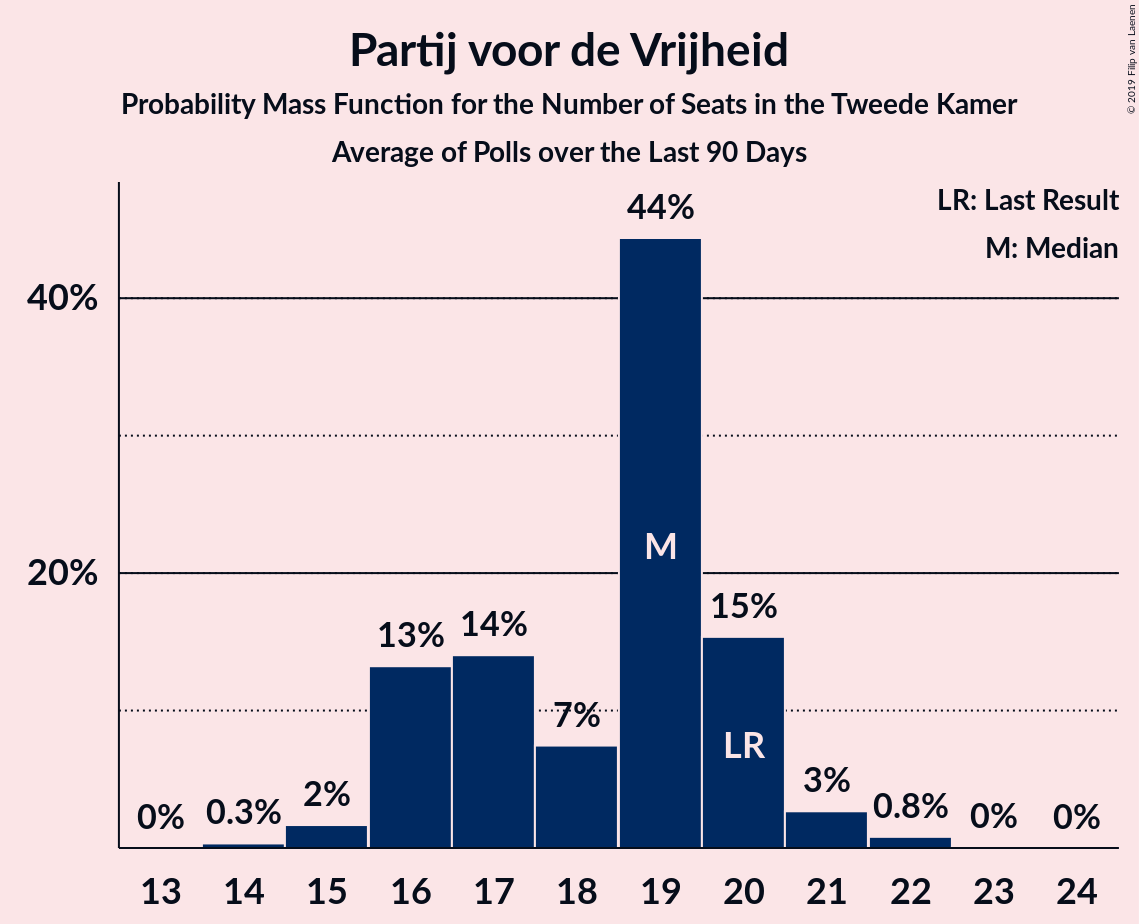 Partij voor de Vrijheid
Probability Mass Function for the Number of Seats in the Tweede Kamer
Average of Polls over the Last 90 Days
© 2019 Filip van Laenen
LR: Last Result
M: Median
40%
20%
0%
0.3%
2%
13%
14%
7%
44%
15%
3%
0.8%
0%
0%
M
LR
13 14 15 16 17 18 19 20 21 22 23 24